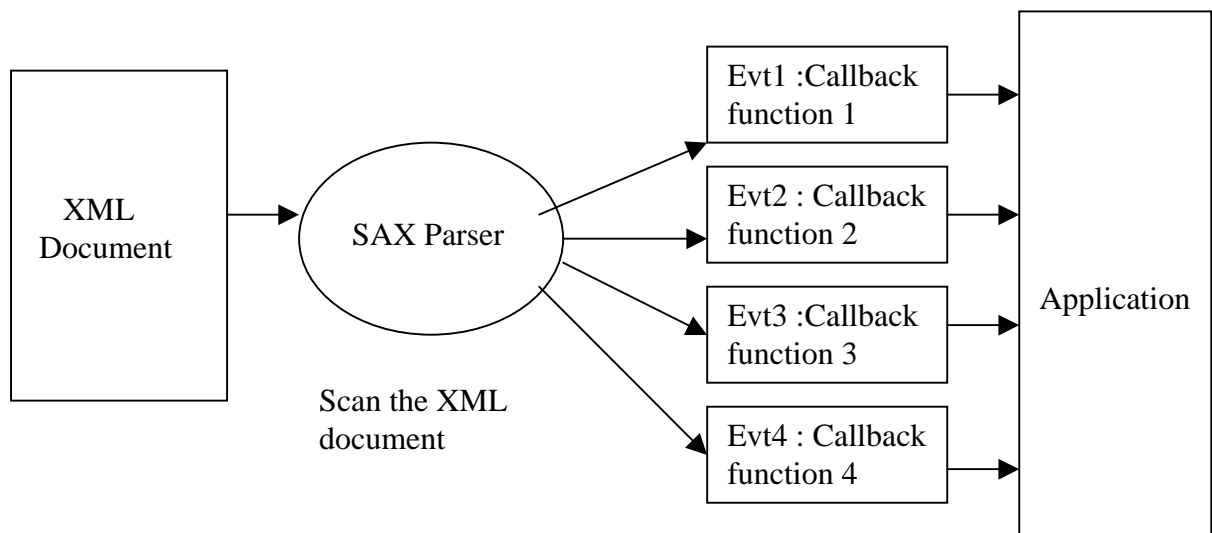 XML
Document
SAX Parser
Scan the XML
document
Evt1 :Callback
function 1
Evt2 : Callback
function 2
Evt3 :Callback
function 3
Evt4 : Callback
function 4
Application